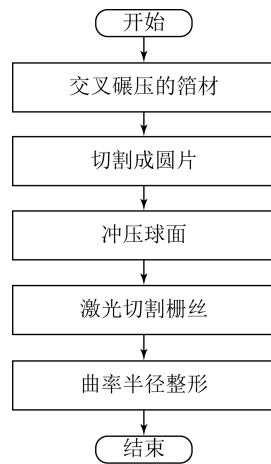 开始
交叉碾压的箔材
切割成圆片
冲压球面
激光切割栅丝
曲率半径整形
结束